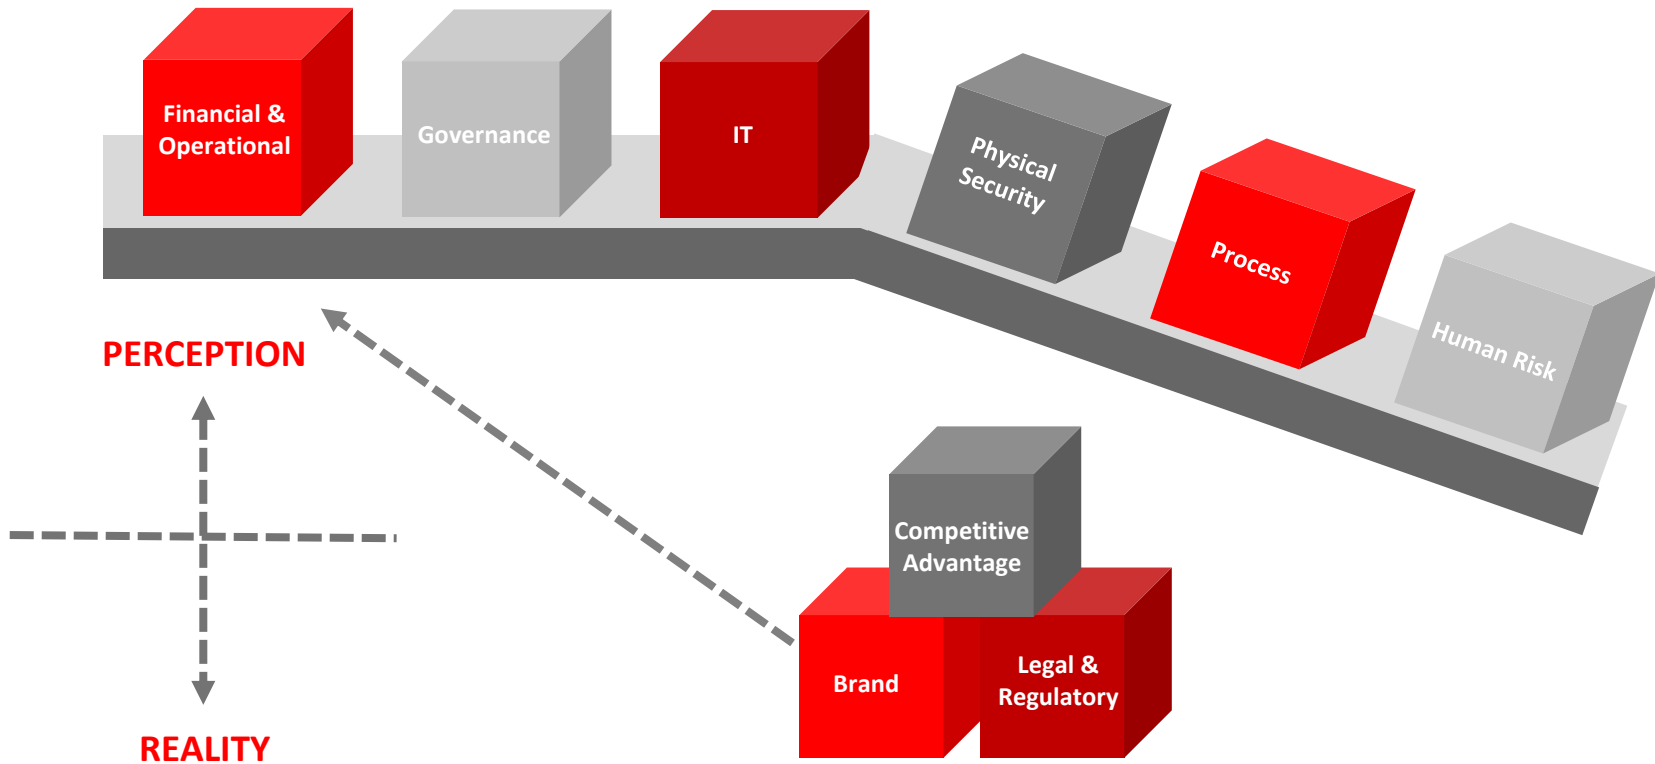 Financial &
Operational
Governance
IT
Physical
Security
Process
Human Risk
PERCEPTION
Competitive
Advantage
Brand
Legal &
Regulatory
REALITY